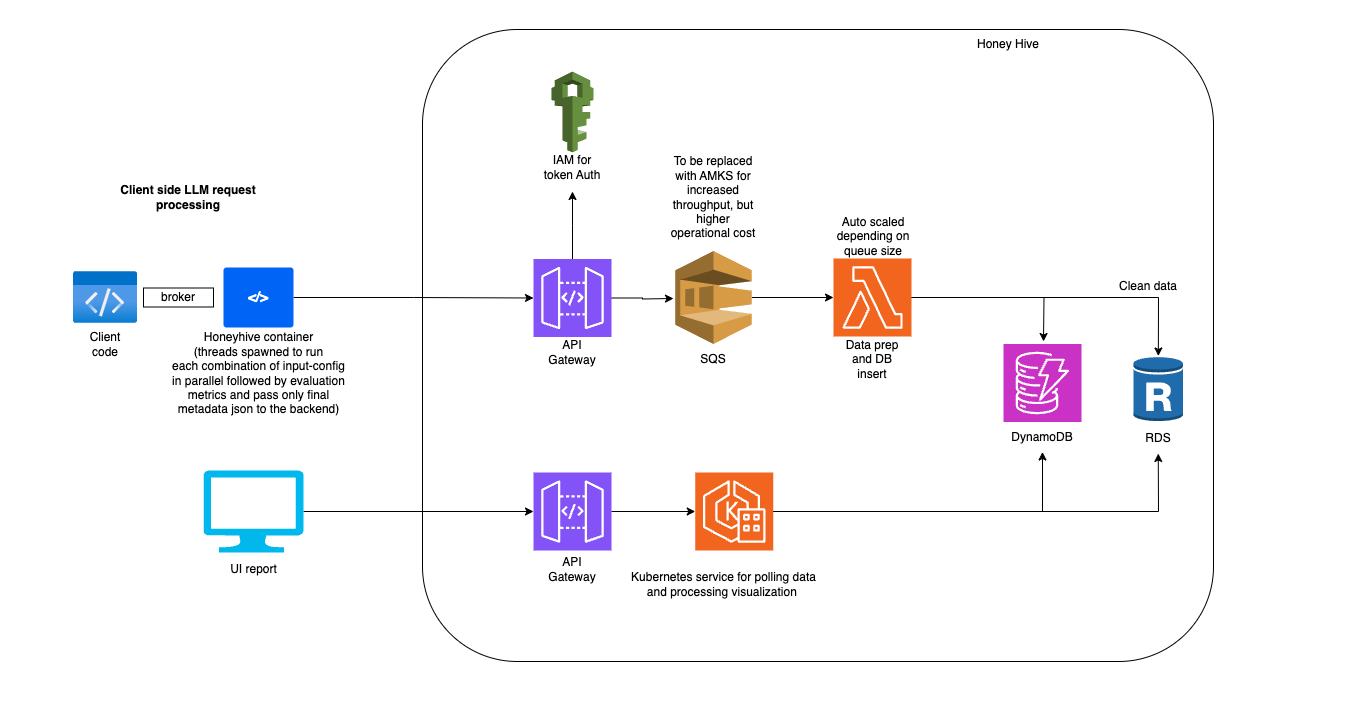 Honey Hive
IAM for
token Auth
To be replaced
with AMKS for
increased
throughput, but
higher
operational cost
Client side LLM request
processing
Auto scaled
depending on
queue size
Clean data
broker
Client
code
Honeyhive container
(threads spawned to run
each combination of input-config
in parallel followed by evaluation
metrics and pass only final
metadata json to the backend)
API
Gateway
SQS
Data prep
and DB
insert
DynamoDB
R
RDS
UI report
API
Gateway
K
Kubernetes service for polling data
and processing visualization